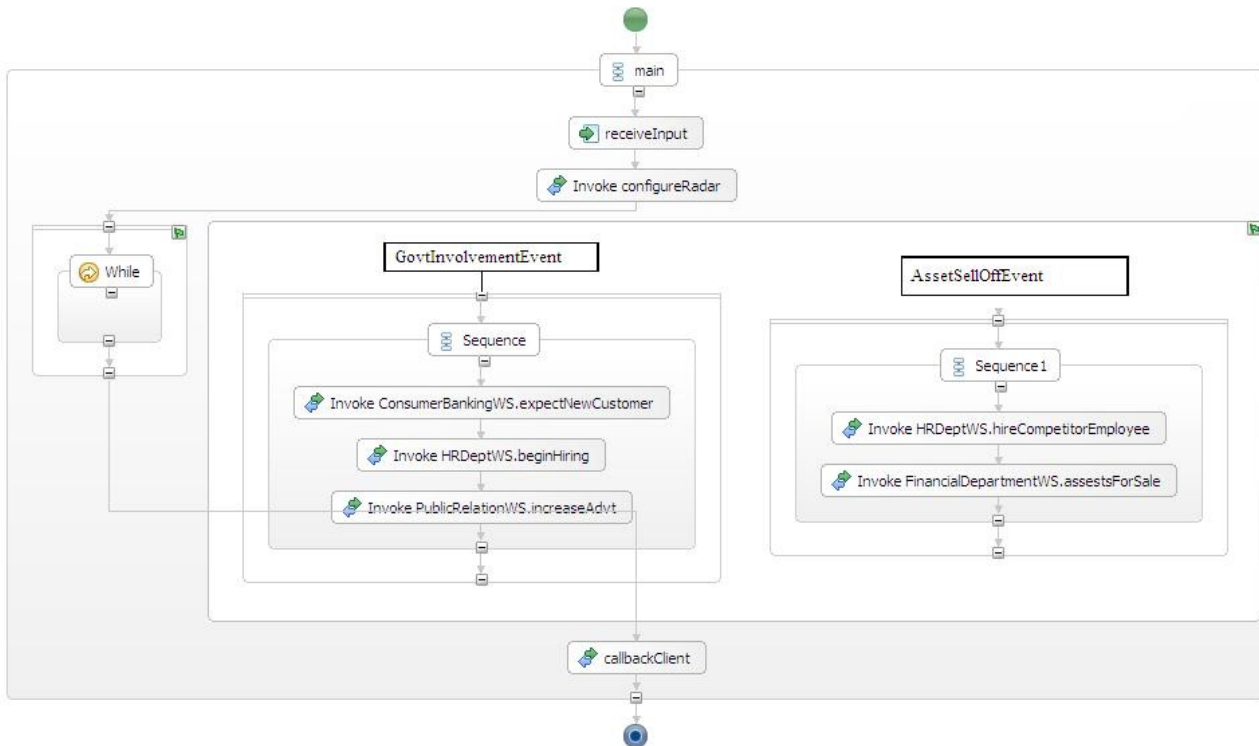 main
receiveInput
Invoke configureRadar
While
GovtInvolvementEvent
Sequence
Invoke ConsumerBankingWS.expectNewCustomer
Invoke HRDeptWS.beginHiring
Invoke PublicRelationWS.increaseAdvt
AssetSellOffEvent
Sequence1
Invoke HRDeptWS.hireCompetitorEmployee
Invoke FinancialDepartmentWS.assestsForSale
callbackClient